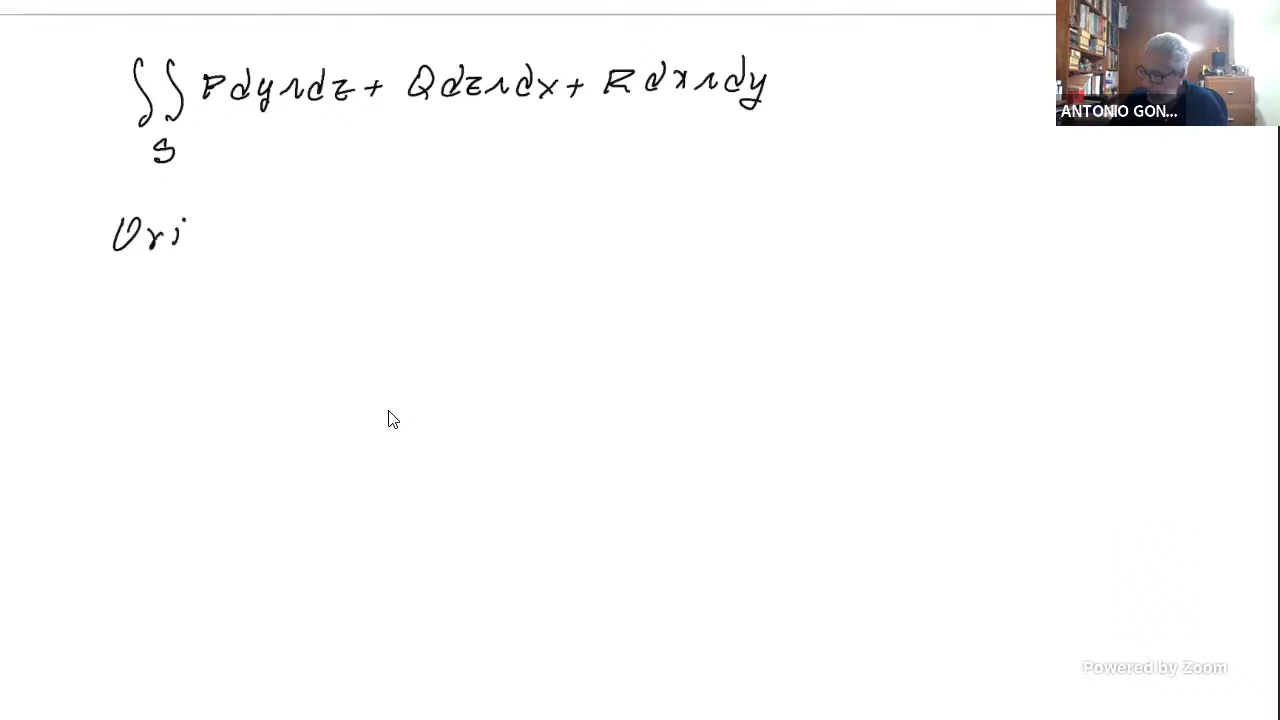 ∬ P dy∧dz + Q dz∧dx + R dx∧dy
S
Ori
ANTONIO GON...
Powered by Zoom